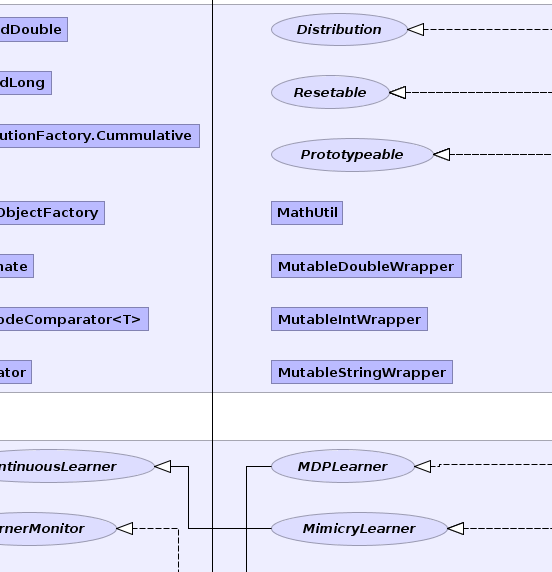 dDouble
Distribution
dLong
Resetable
utionFactory.Cummulative
Prototypeable
ObjectFactory
MathUtil
nate
MutableDoubleWrapper
odeComparator<T>
MutableIntWrapper
ator
MutableStringWrapper
ntinuousLearner
MDPLearner
rnerMonitor
MimicryLearner